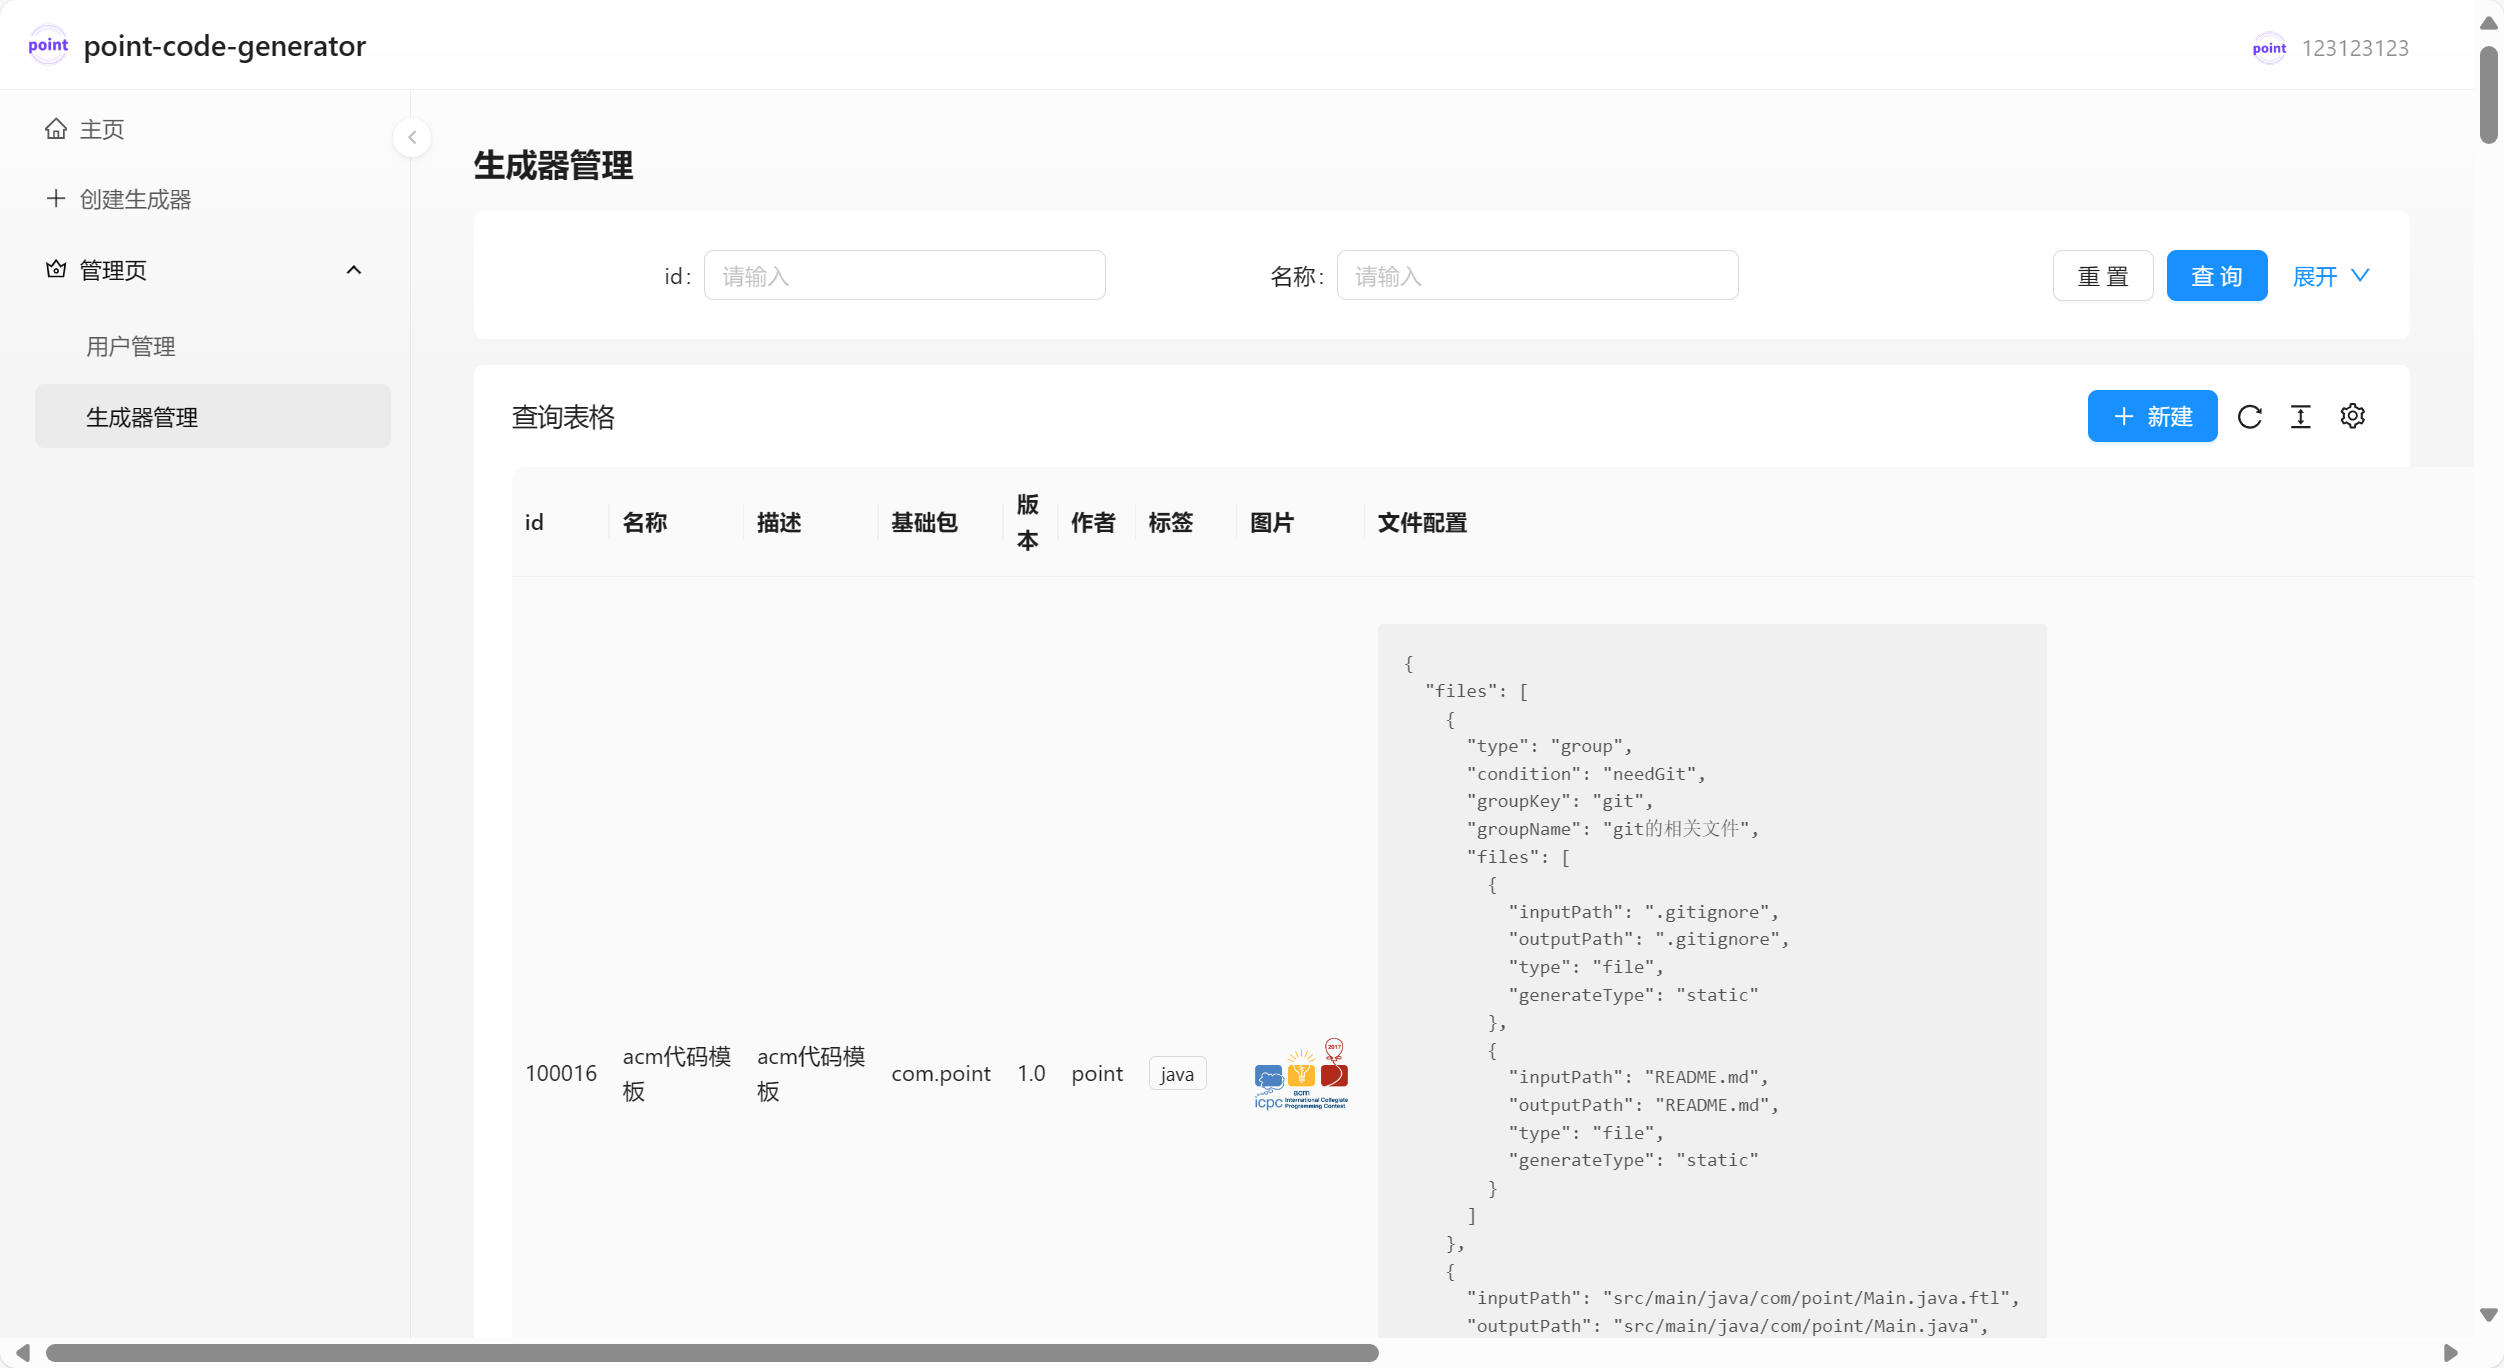 point point-code-generator
point 123123123
主页
创建生成器
管理页
用户管理
生成器管理
生成器管理
id: 请输入
名称: 请输入
重 置
查 询
展开
查询表格
新建
id 名称 描述 基础包 版本 作者 标签 图片 文件配置
100016
acm代码模
板
acm代码模
板
com.point
1.0
point
java
2017
acm
icpc International Collegiate
Programming Contest
{
"files": [
{
"type": "group",
"condition": "needGit",
"groupKey": "git",
"groupName": "git的相关文件",
"files": [
{
"inputPath": ".gitignore",
"outputPath": ".gitignore",
"type": "file",
"generateType": "static"
},
{
"inputPath": "README.md",
"outputPath": "README.md",
"type": "file",
"generateType": "static"
}
]
},
{
"inputPath": "src/main/java/com/point/Main.java.ftl",
"outputPath": "src/main/java/com/point/Main.java",